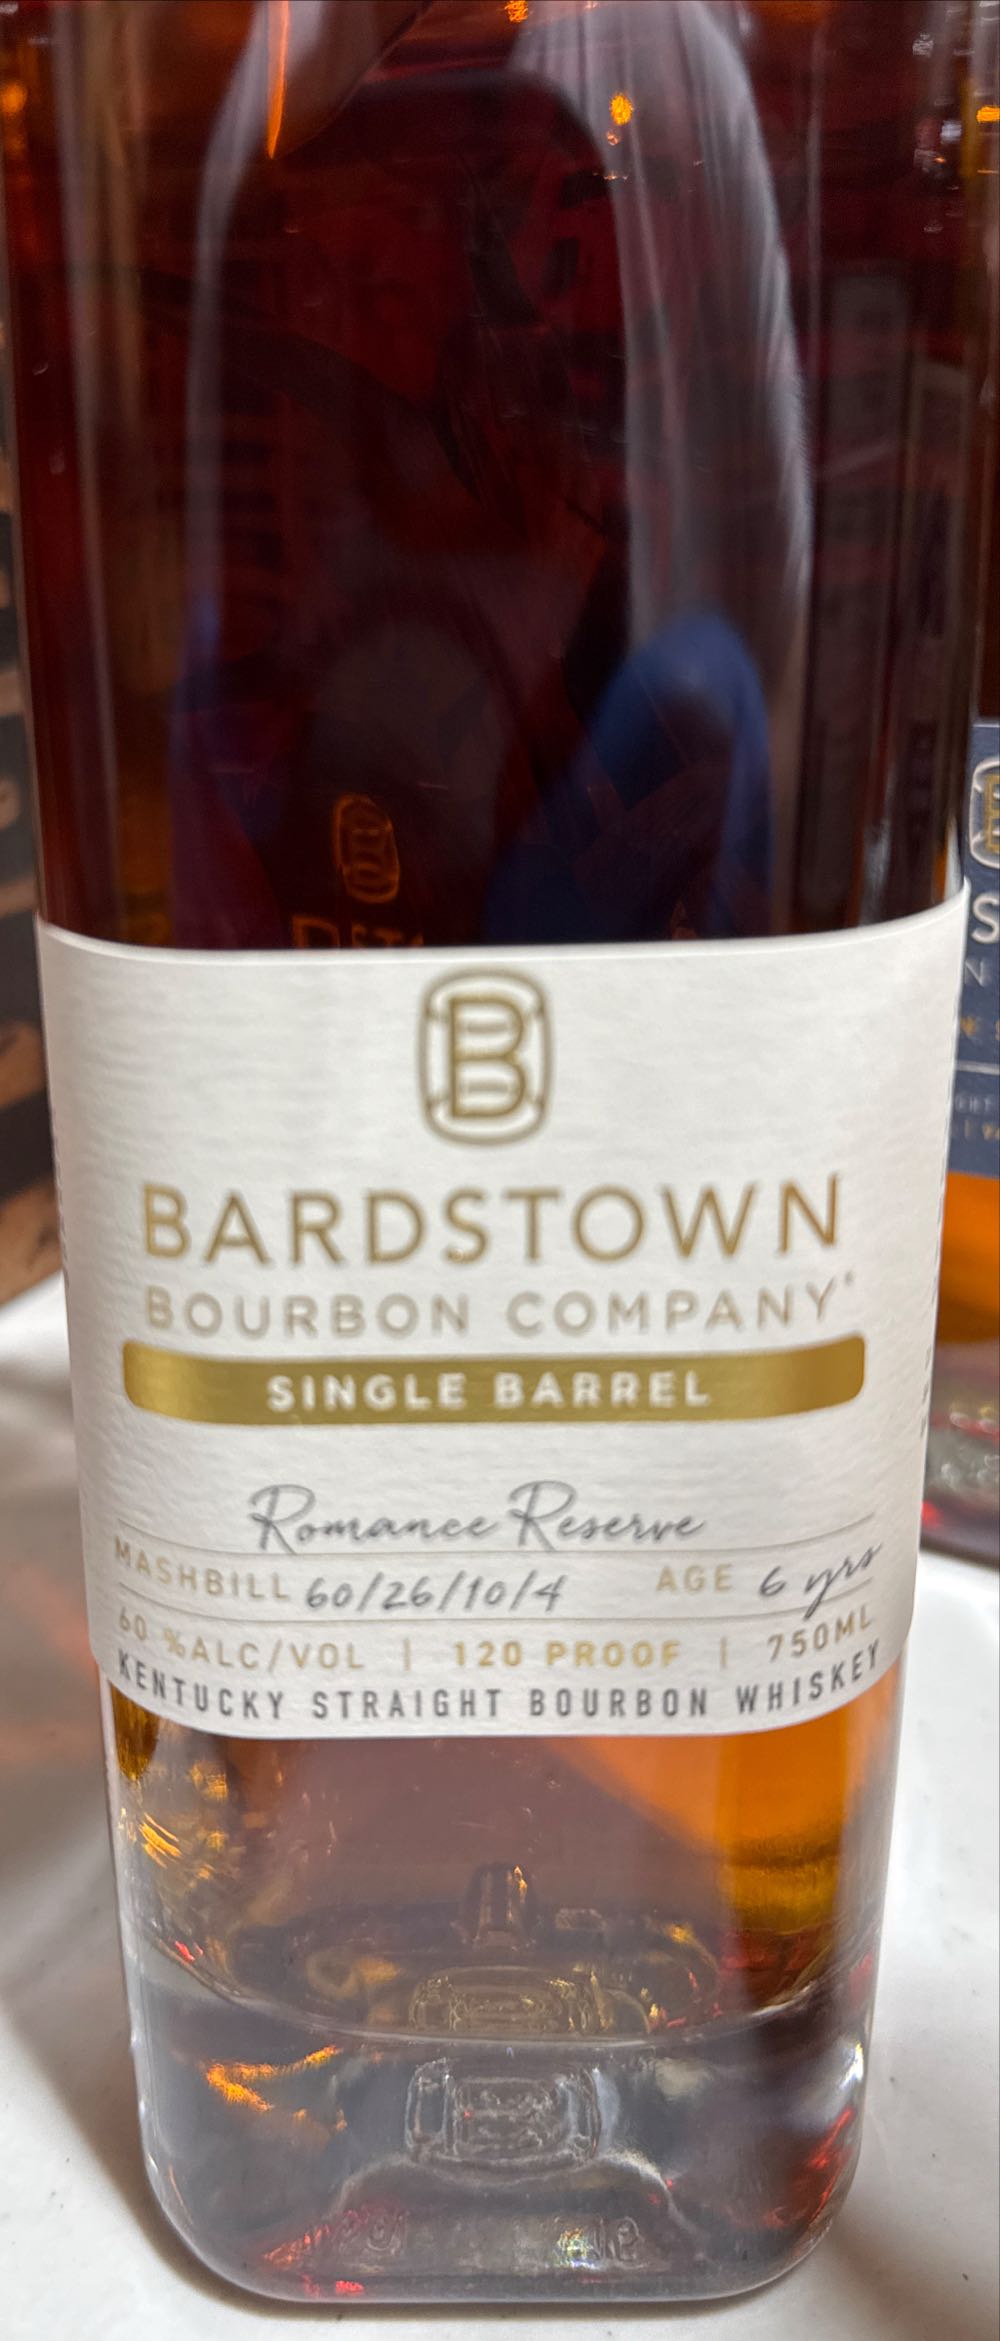 B
BARDSTOWN
BOURBON COMPANY
SINGLE BARREL
Romance Reserve
MASHBILL 60/26/10/4 AGE 6 yrs
60 %ALC/VOL | 120 PROOF | 750ML
KENTUCKY STRAIGHT BOURBON WHISKEY